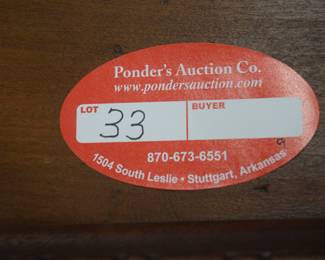 Ponder's Auction Co.
www.pondersauction.com
LOT
BUYER
33
870-673-6551
1504 South Leslie • Stuttgart, Arkansas